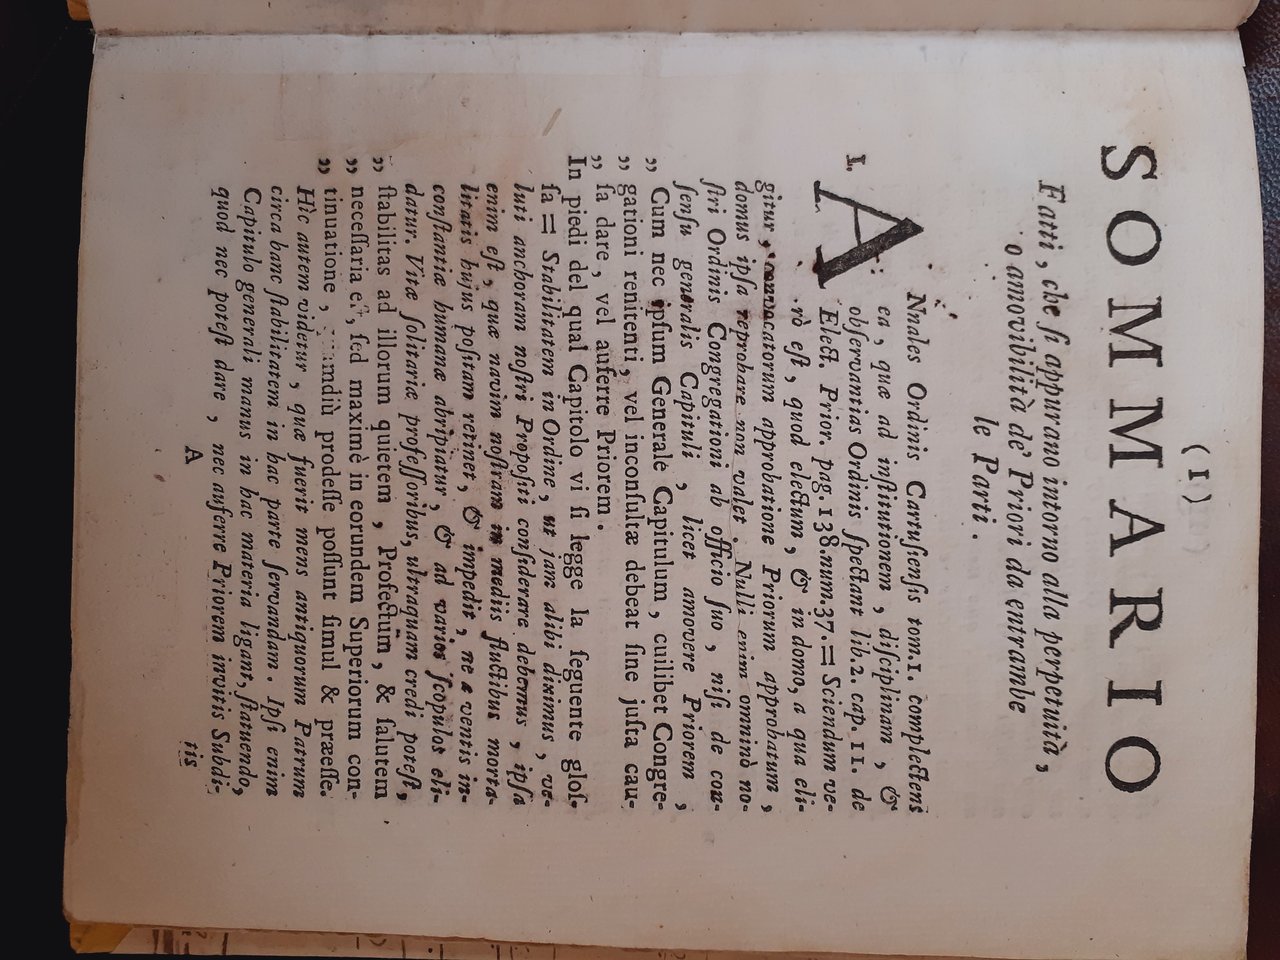 (1)
SOMMARIO
Fatti, che ſi appurano intorno alla perpetuità,
o amovibilità de' Priori da entrambe
le Parti.
1. ANnales Ordinis Cartuſienſis tom.1. complectens
ea, quæ ad inſtitutionem, diſciplinam, &
obſervantias Ordinis ſpectant lib.2. cap.11. de
Elect. Prior. pag.138.num.37. = Sciendum ve-
rò eſt, quod electum, & in domo, a qua eli-
gitur, convocatorum approbatione Priorum approbatum,
domus ipſa reprobare non valet. Nulli enim omninò no-
ſtri Ordinis Congregationi ab officio ſuo, niſi de con-
ſenſu generalis Capituli, licet amovere Priorem,
„ Cum nec ipſum Generale Capitulum, cuilibet Congre-
„ gationi renitenti, vel inconſultæ debeat ſine juſta cau-
„ ſa dare, vel auferre Priorem.
In piedi del qual Capitolo vi ſi legge la ſeguente gloſ-
ſa = Stabilitatem in Ordine, ut jam alibi diximus, ve-
luti anchoram noſtri Propoſiti conſiderare debemus, ipſa
enim eſt, quæ navim noſtram in mediis fluctibus morta-
litatis hujus poſitam retinet, & impedit, ne a ventis in-
conſtantiæ humanæ abripiatur, & ad varios ſcopulos eli-
datur. Vitæ ſolitariæ profeſſoribus, ultraquam credi poteſt,
„ ſtabilitas ad illorum quietem, Profectum, & ſalutem
„ neceſſaria eſt, ſed maximè in eorundem Superiorum con-
„ tinuatione, prodeſſe poſſunt ſimul & præeſſe.
Hìc autem videtur, quæ fuerit mens antiquorum Patrum
circa hanc ſtabilitatem in hac parte ſervandam. Ipſi enim
Capitulo generali manus in hac materia ligant, ſtatuendo,
quod nec poteſt dare, nec auferre Priorem invitis Subdi-
A
tis